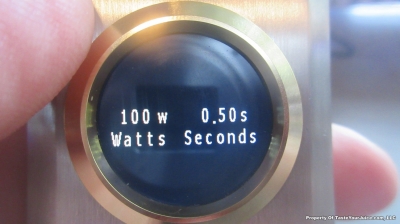 100 w 0.50s
Watts Seconds
Property Of TasteYourJuice.com, LLC